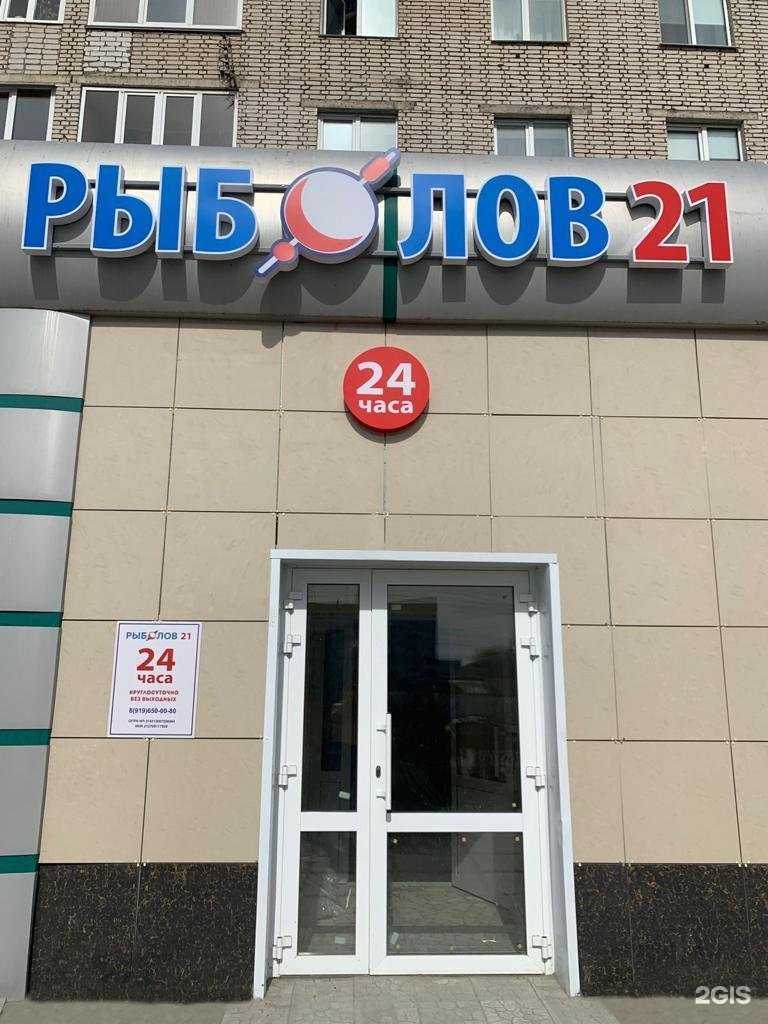 РЫБОЛОВ 21
24
часа
РЫБОЛОВ 21
24
часа
КРУГЛОСУТОЧНО
БЕЗ ВЫХОДНЫХ
8(919)650-00-80
2GIS